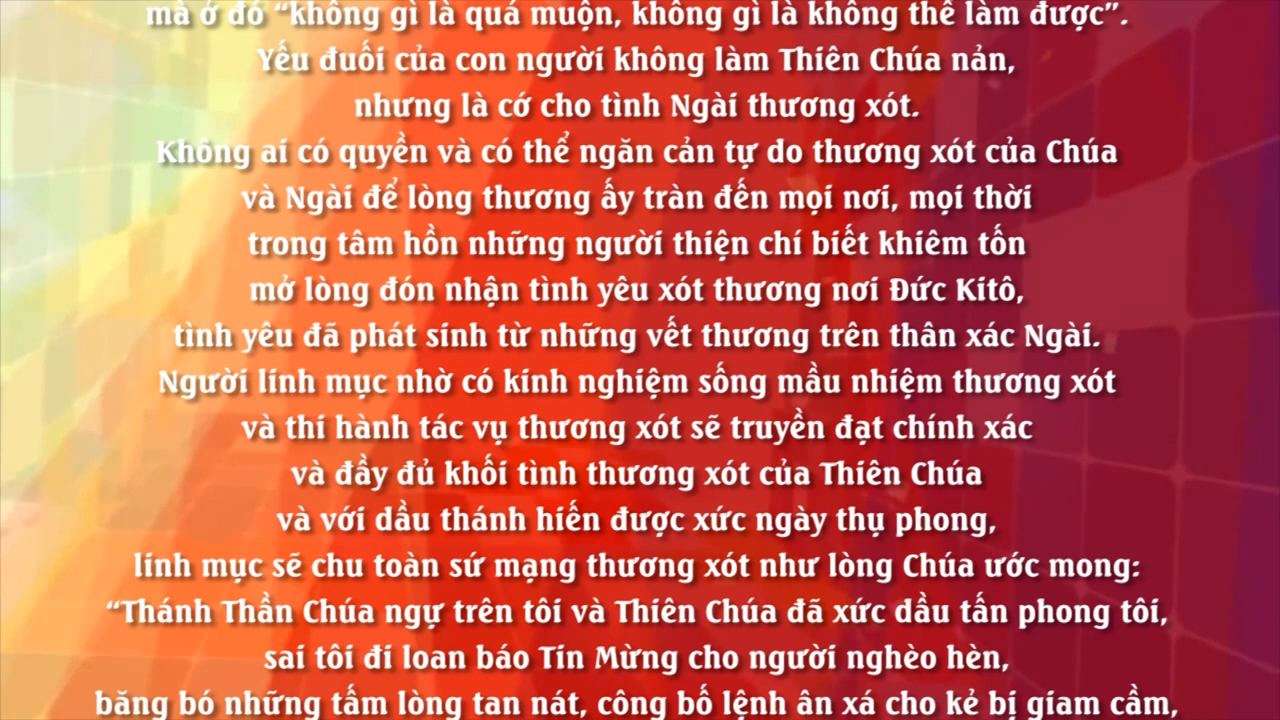 mà ở đó “không gì là quá muộn, không gì là không thể làm được”.
Yếu đuối của con người không làm Thiên Chúa nản,
nhưng là cớ cho tình Ngài thương xót.
Không ai có quyền và có thể ngăn cản tự do thương xót của Chúa
và Ngài để lòng thương ấy tràn đến mọi nơi, mọi thời
trong tâm hồn những người thiện chí biết khiêm tốn
mở lòng đón nhận tình yêu xót thương nơi Đức Kitô,
tình yêu đã phát sinh từ những vết thương trên thân xác Ngài.
Người linh mục nhờ có kinh nghiệm sống mầu nhiệm thương xót
và thi hành tác vụ thương xót sẽ truyền đạt chính xác
và đầy đủ khối tình thương xót của Thiên Chúa
và với dầu thánh hiến được xức ngày thụ phong,
linh mục sẽ chu toàn sứ mạng thương xót như lòng Chúa ước mong:
“Thánh Thần Chúa ngự trên tôi và Thiên Chúa đã xức dầu tấn phong tôi,
sai tôi đi loan báo Tin Mừng cho người nghèo hèn,
băng bó những tấm lòng tan nát, công bố lệnh ân xá cho kẻ bị giam cầm,